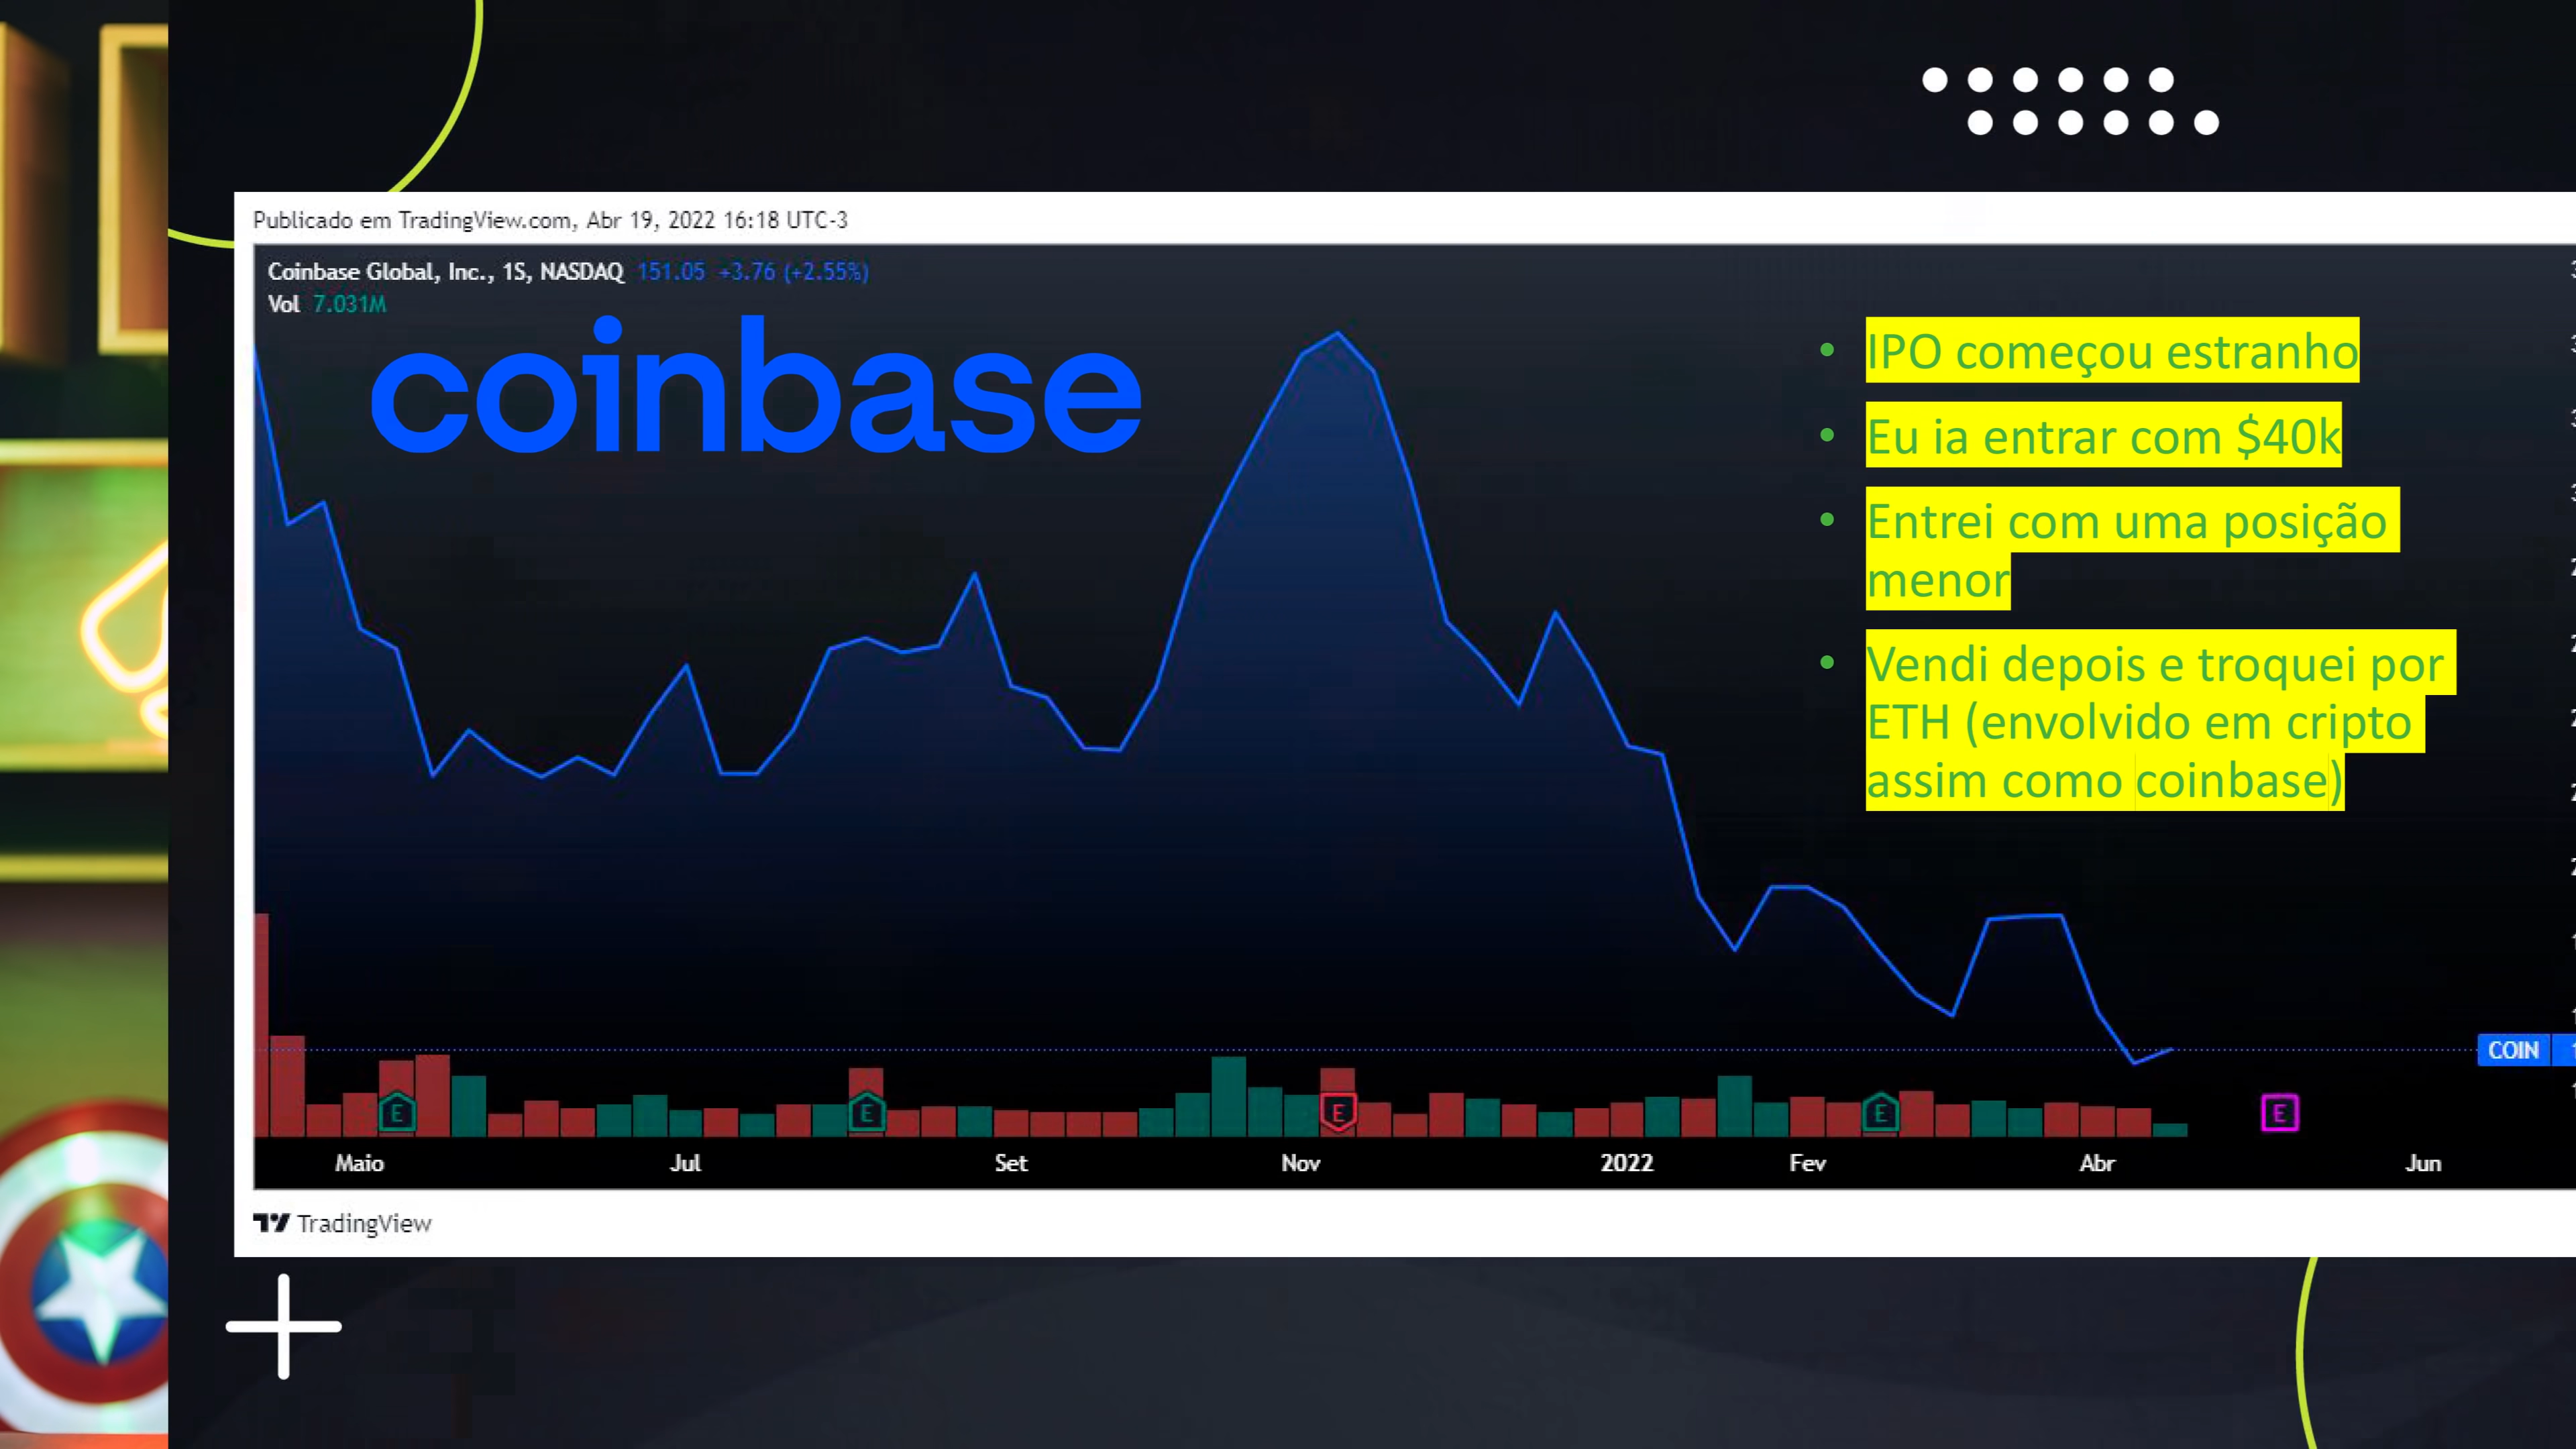 Publicado em TradingView.com, Abr 19, 2022 16:18 UTC-3
Coinbase Global, Inc., 1S, NASDAQ 151.05 +3.76 (+2.55%)
Vol 7.031M
coinbase
• IPO começou estranho
• Eu ia entrar com $40k
• Entrei com uma posição
menor
• Vendi depois e troquei por
ETH (envolvido em cripto
assim como coinbase)
COIN
E E E E E
Maio Jul Set Nov 2022 Fev Abr Jun
TradingView